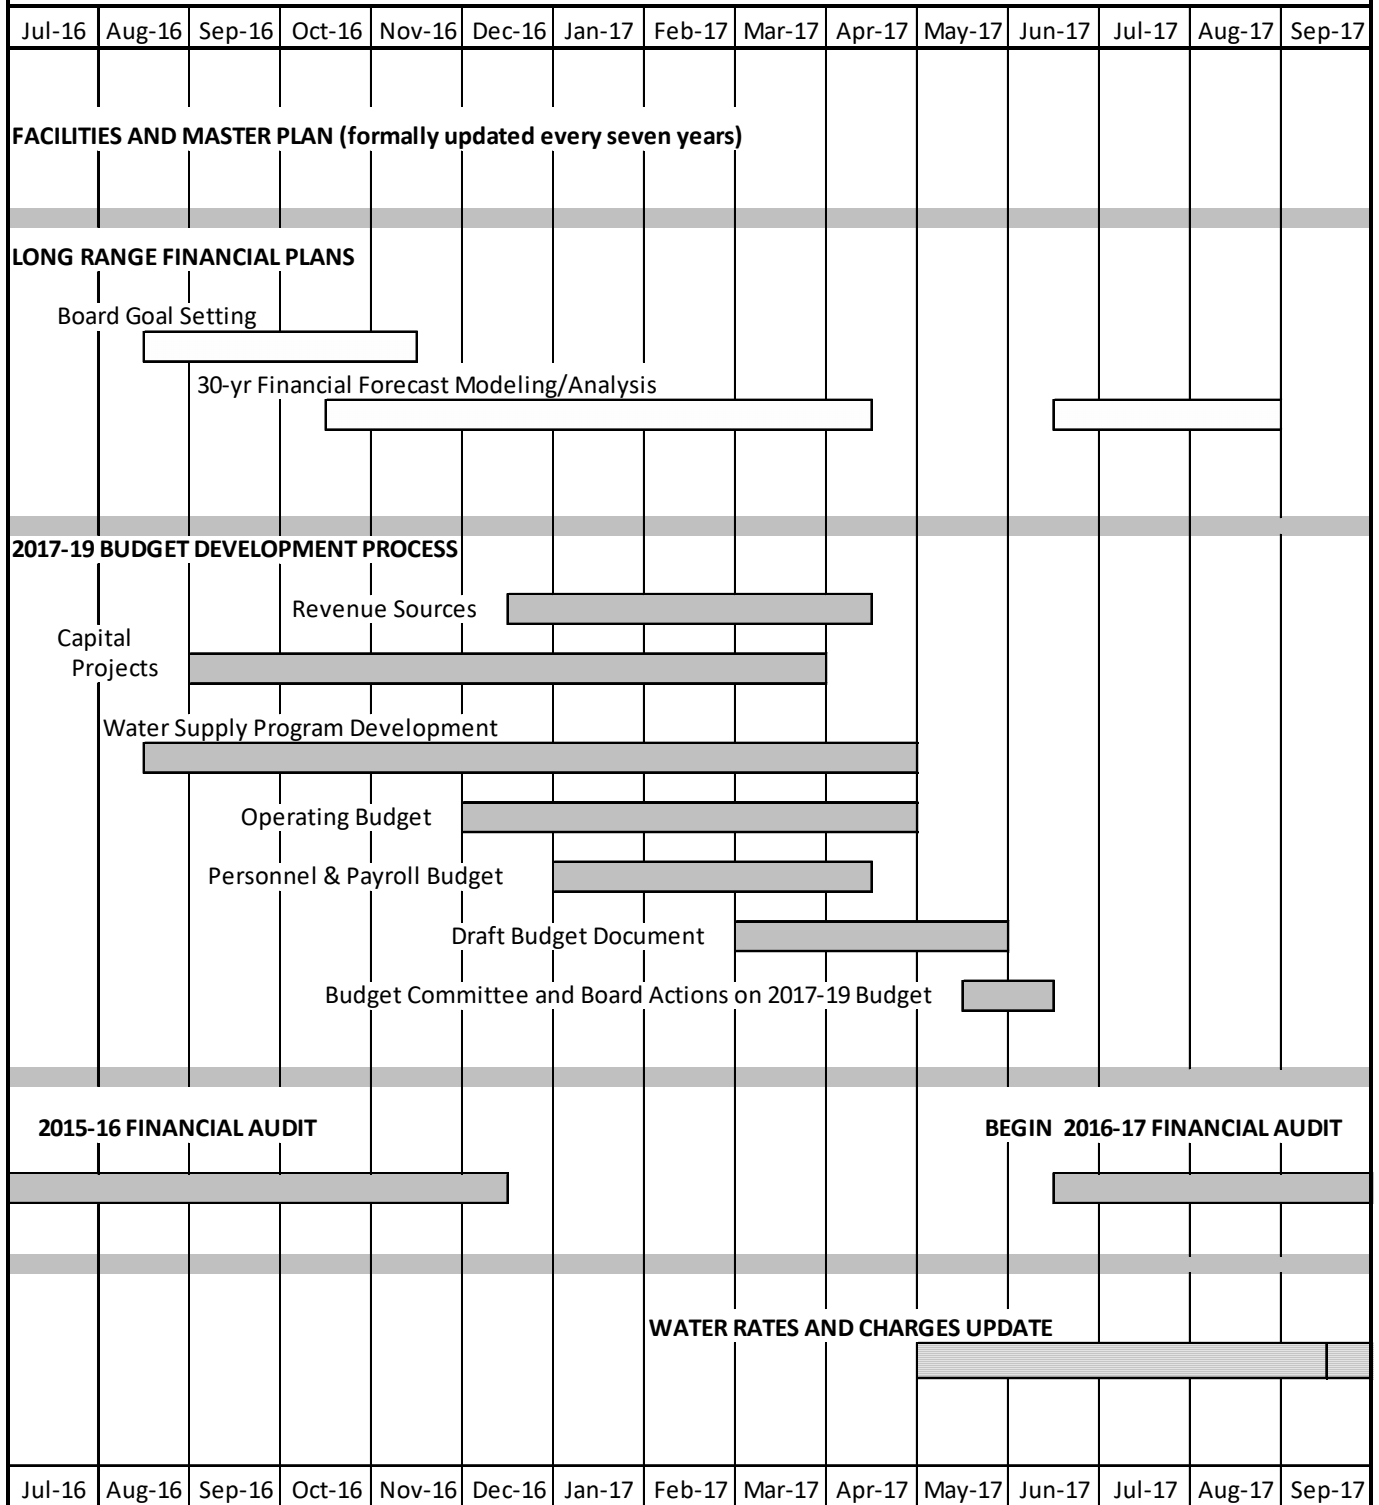 Jul-16 Aug-16 Sep-16 Oct-16 Nov-16 Dec-16 Jan-17 Feb-17 Mar-17 Apr-17 May-17 Jun-17 Jul-17 Aug-17 Sep-17
FACILITIES AND MASTER PLAN (formally updated every seven years)
LONG RANGE FINANCIAL PLANS
Board Goal Setting
30-yr Financial Forecast Modeling/Analysis
2017-19 BUDGET DEVELOPMENT PROCESS
Revenue Sources
Capital
Projects
Water Supply Program Development
Operating Budget
Personnel & Payroll Budget
Draft Budget Document
Budget Committee and Board Actions on 2017-19 Budget
2015-16 FINANCIAL AUDIT BEGIN 2016-17 FINANCIAL AUDIT
WATER RATES AND CHARGES UPDATE
Jul-16 Aug-16 Sep-16 Oct-16 Nov-16 Dec-16 Jan-17 Feb-17 Mar-17 Apr-17 May-17 Jun-17 Jul-17 Aug-17 Sep-17